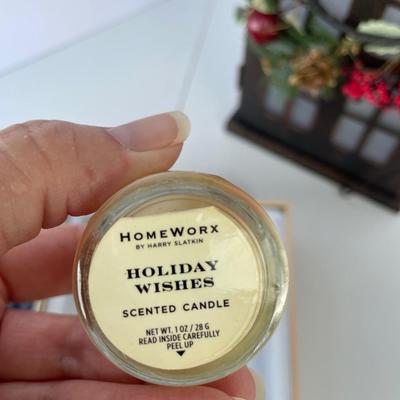 HOMEWORX
BY HARRY SLATKIN
HOLIDAY
WISHES
SCENTED CANDLE
NET WT. 1 OZ / 28 G
READ INSIDE CAREFULLY
PEEL UP